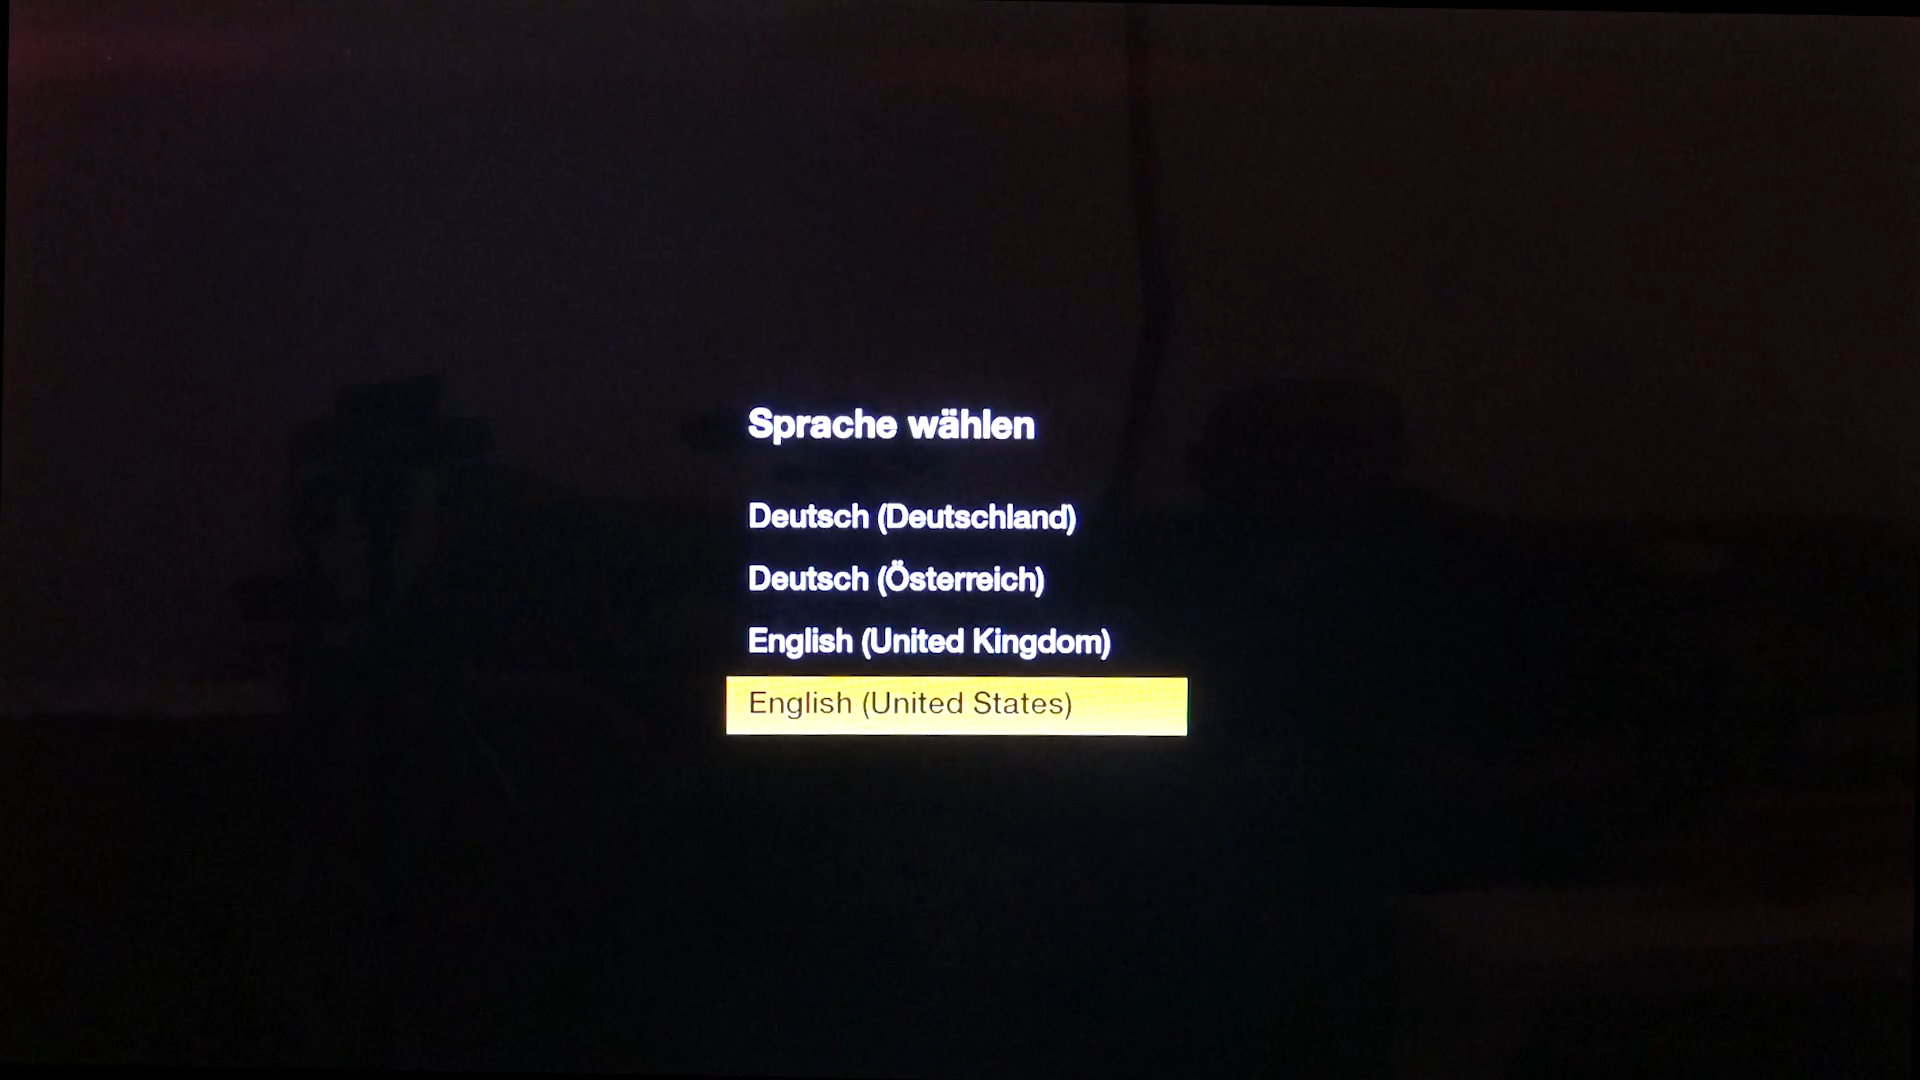 Sprache wählen
Deutsch (Deutschland)
Deutsch (Österreich)
English (United Kingdom)
English (United States)